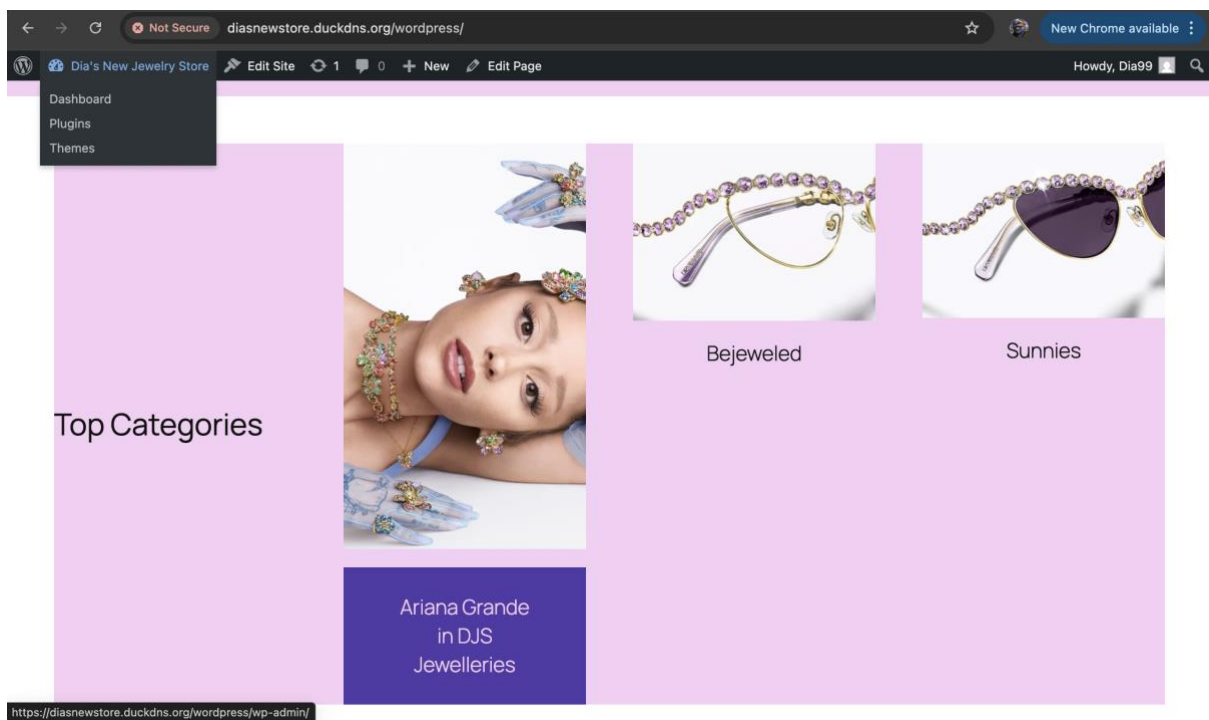 Not Secure diasnewstore.duckdns.org/wordpress/ New Chrome available
Dia's New Jewelry Store Edit Site 1 0 New Edit Page Howdy, Dia99
Dashboard
Plugins
Themes
Bejeweled
Sunnies
Top Categories
Ariana Grande
in DJS
Jewelleries
https://diasnewstore.duckdns.org/wordpress/wp-admin/